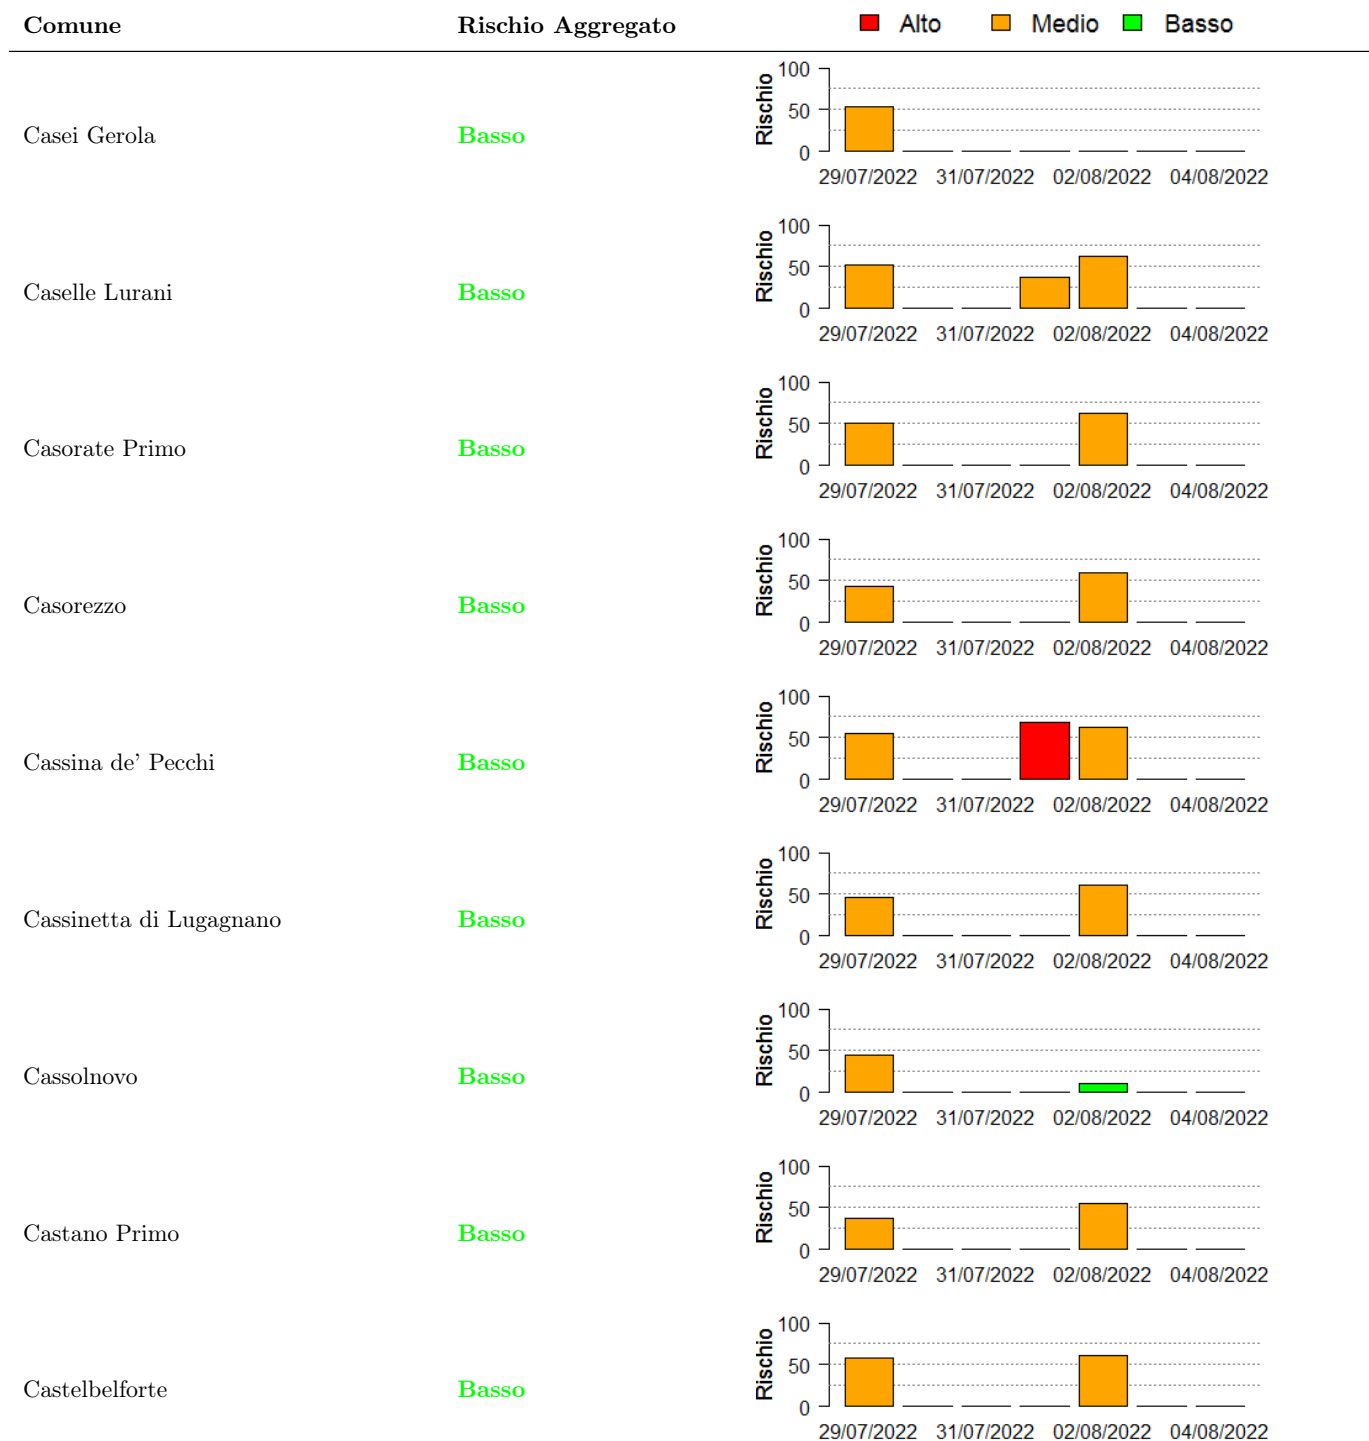 Comune Rischio Aggregato Alto Medio Basso
Casei Gerola Basso
Rischio
100
50
0
29/07/2022 31/07/2022 02/08/2022 04/08/2022
Caselle Lurani Basso
Rischio
100
50
0
29/07/2022 31/07/2022 02/08/2022 04/08/2022
Casorate Primo Basso
Rischio
100
50
0
29/07/2022 31/07/2022 02/08/2022 04/08/2022
Casorezzo Basso
Rischio
100
50
0
29/07/2022 31/07/2022 02/08/2022 04/08/2022
Cassina de’ Pecchi Basso
Rischio
100
50
0
29/07/2022 31/07/2022 02/08/2022 04/08/2022
Cassinetta di Lugagnano Basso
Rischio
100
50
0
29/07/2022 31/07/2022 02/08/2022 04/08/2022
Cassolnovo Basso
Rischio
100
50
0
29/07/2022 31/07/2022 02/08/2022 04/08/2022
Castano Primo Basso
Rischio
100
50
0
29/07/2022 31/07/2022 02/08/2022 04/08/2022
Castelbelforte Basso
Rischio
100
50
0
29/07/2022 31/07/2022 02/08/2022 04/08/2022